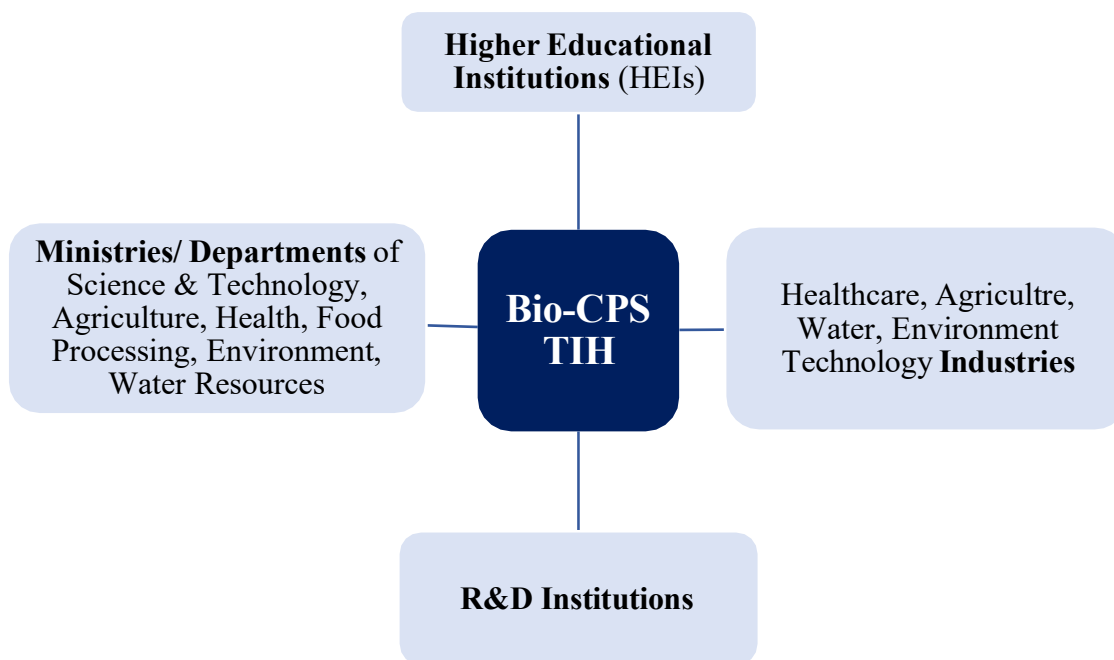 Higher Educational
Institutions (HEIs)
Ministries/ Departments of
Science & Technology,
Agriculture, Health, Food
Processing, Environment,
Water Resources
Bio-CPS
TIH
Healthcare, Agricultre,
Water, Environment
Technology Industries
R&D Institutions